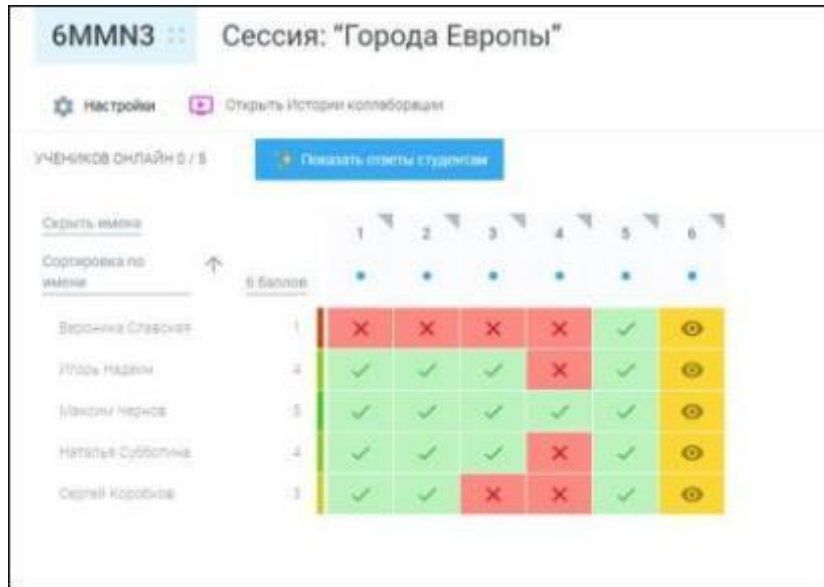 6MMN3 Сессия: "Города Европы"
Настройки Открыть Истории коллаборации
УЧЕНИКОВ ОНЛАЙН 0 / 5 Показать ответы студентам
Скрыть имена
1 2 3 4 5 6
Сортировка по имени
6 баллов
Вероника Славская 1
Игорь Надеин 4
Максим Чернов 5
Наталья Субботина 4
Сергей Коробков 3